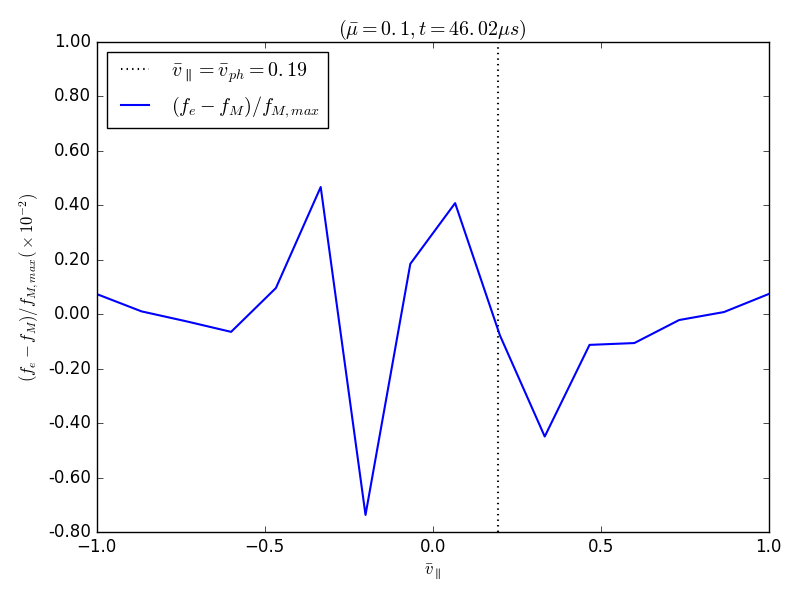 (μ̄ = 0.1, t = 46.02μs)
v̄∥ = v̄ph = 0.19
(fe − fM)/fM,max
(fe − fM)/fM,max(×10⁻²)
1.00
0.80
0.60
0.40
0.20
0.00
-0.20
-0.40
-0.60
-0.80
−1.0 −0.5 0.0 0.5 1.0
v̄∥